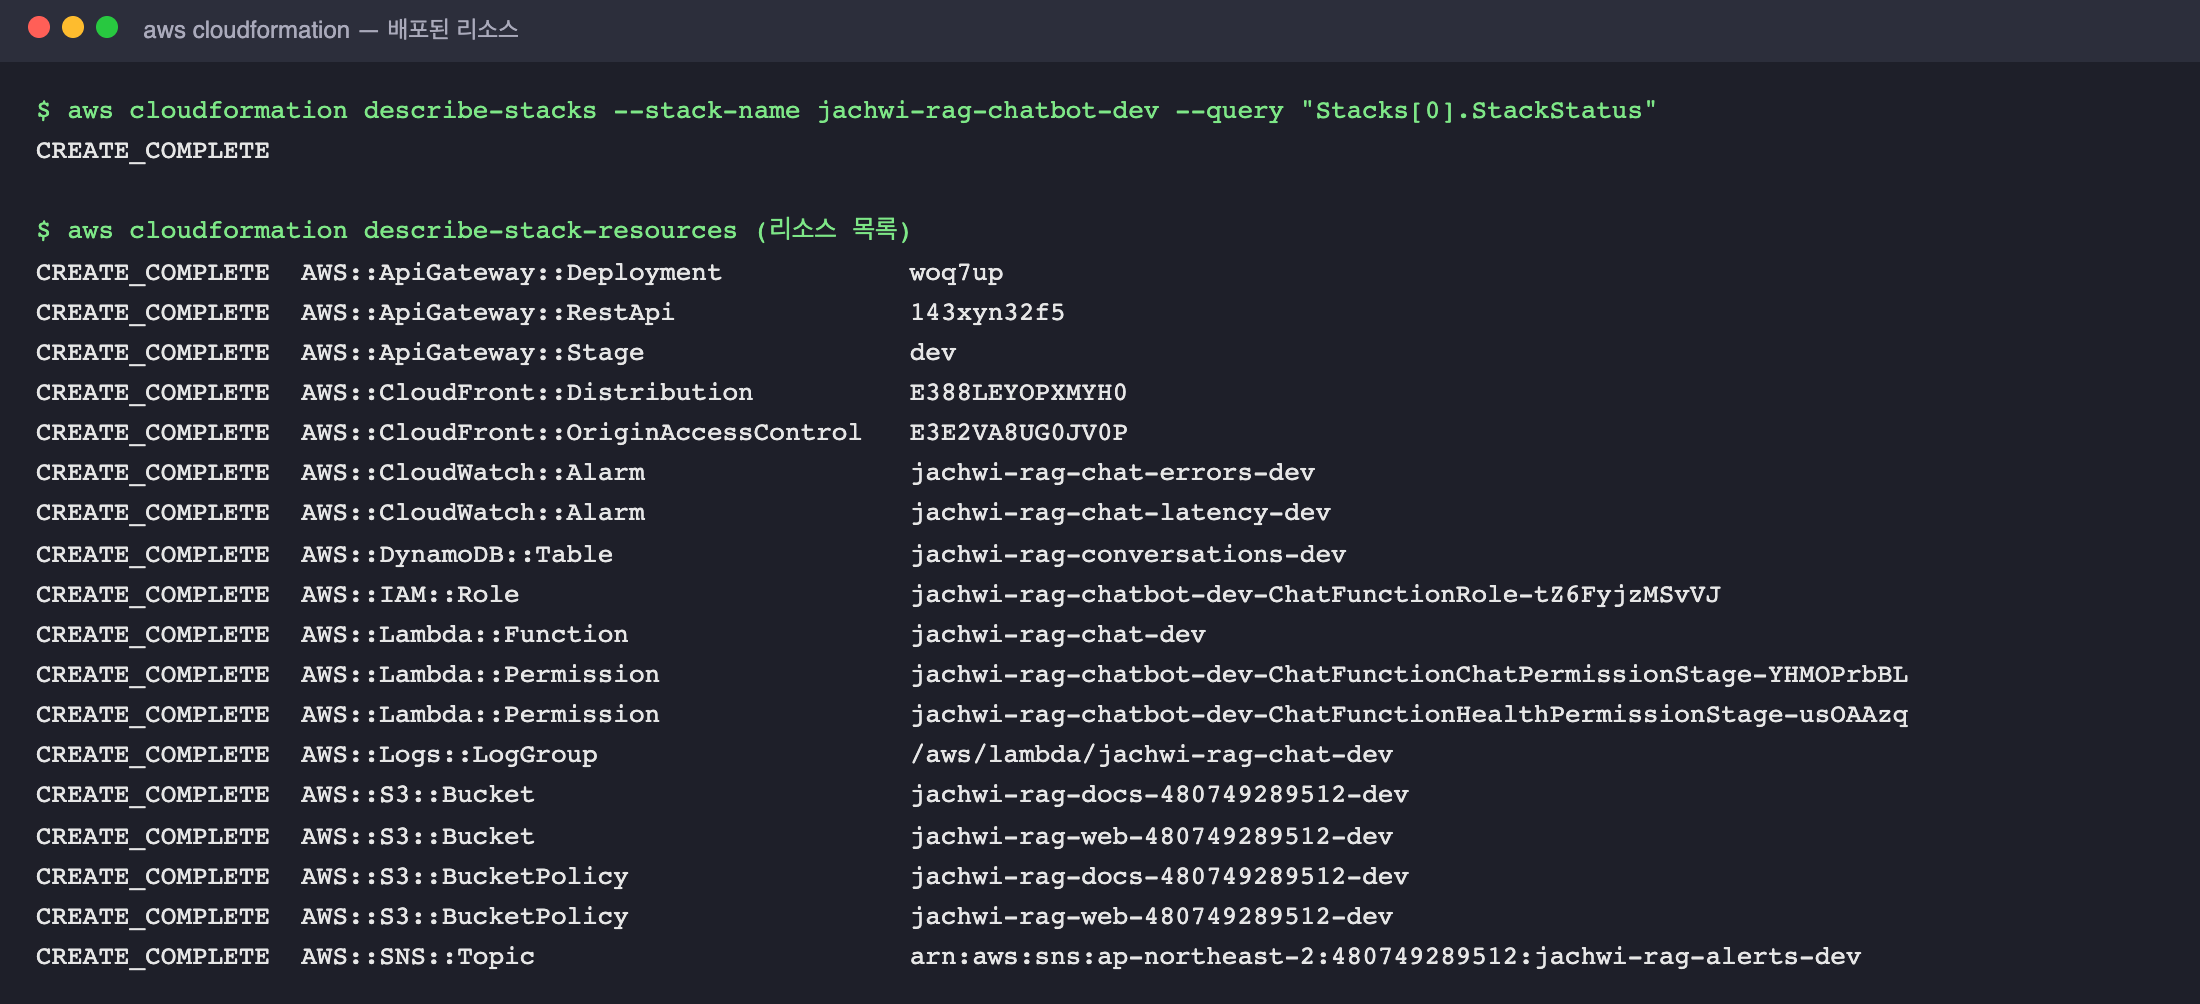 aws cloudformation — 배포된 리소스
$ aws cloudformation describe-stacks --stack-name jachwi-rag-chatbot-dev --query "Stacks[0].StackStatus"
CREATE_COMPLETE
$ aws cloudformation describe-stack-resources (리소스 목록)
CREATE_COMPLETE  AWS::ApiGateway::Deployment            woq7up
CREATE_COMPLETE  AWS::ApiGateway::RestApi               143xyn32f5
CREATE_COMPLETE  AWS::ApiGateway::Stage                 dev
CREATE_COMPLETE  AWS::CloudFront::Distribution          E388LEYOPXMYH0
CREATE_COMPLETE  AWS::CloudFront::OriginAccessControl   E3E2VA8UG0JV0P
CREATE_COMPLETE  AWS::CloudWatch::Alarm                 jachwi-rag-chat-errors-dev
CREATE_COMPLETE  AWS::CloudWatch::Alarm                 jachwi-rag-chat-latency-dev
CREATE_COMPLETE  AWS::DynamoDB::Table                   jachwi-rag-conversations-dev
CREATE_COMPLETE  AWS::IAM::Role                         jachwi-rag-chatbot-dev-ChatFunctionRole-tZ6FyjzMSvVJ
CREATE_COMPLETE  AWS::Lambda::Function                  jachwi-rag-chat-dev
CREATE_COMPLETE  AWS::Lambda::Permission                jachwi-rag-chatbot-dev-ChatFunctionChatPermissionStage-YHMOPrbBL
CREATE_COMPLETE  AWS::Lambda::Permission                jachwi-rag-chatbot-dev-ChatFunctionHealthPermissionStage-usOAAzq
CREATE_COMPLETE  AWS::Logs::LogGroup                    /aws/lambda/jachwi-rag-chat-dev
CREATE_COMPLETE  AWS::S3::Bucket                        jachwi-rag-docs-480749289512-dev
CREATE_COMPLETE  AWS::S3::Bucket                        jachwi-rag-web-480749289512-dev
CREATE_COMPLETE  AWS::S3::BucketPolicy                  jachwi-rag-docs-480749289512-dev
CREATE_COMPLETE  AWS::S3::BucketPolicy                  jachwi-rag-web-480749289512-dev
CREATE_COMPLETE  AWS::SNS::Topic                        arn:aws:sns:ap-northeast-2:480749289512:jachwi-rag-alerts-dev